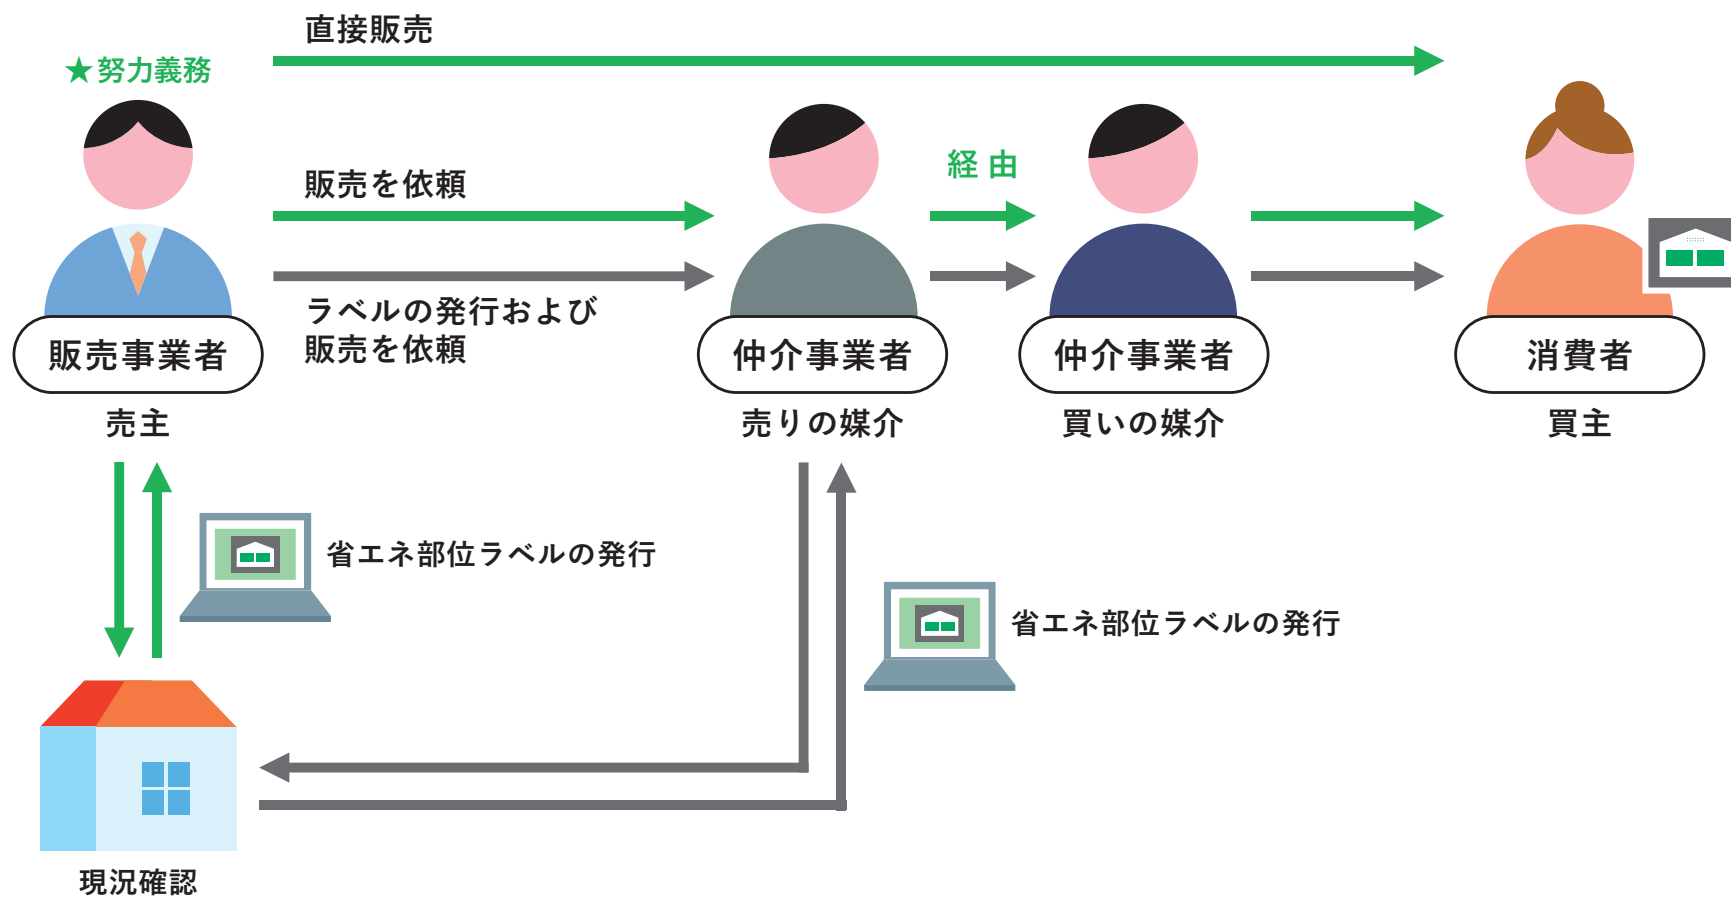 直接販売
★努力義務
販売を依頼
経由
ラベルの発行および
販売を依頼
販売事業者
仲介事業者
仲介事業者
消費者
売主
売りの媒介
買いの媒介
買主
省エネ部位ラベルの発行
省エネ部位ラベルの発行
現況確認